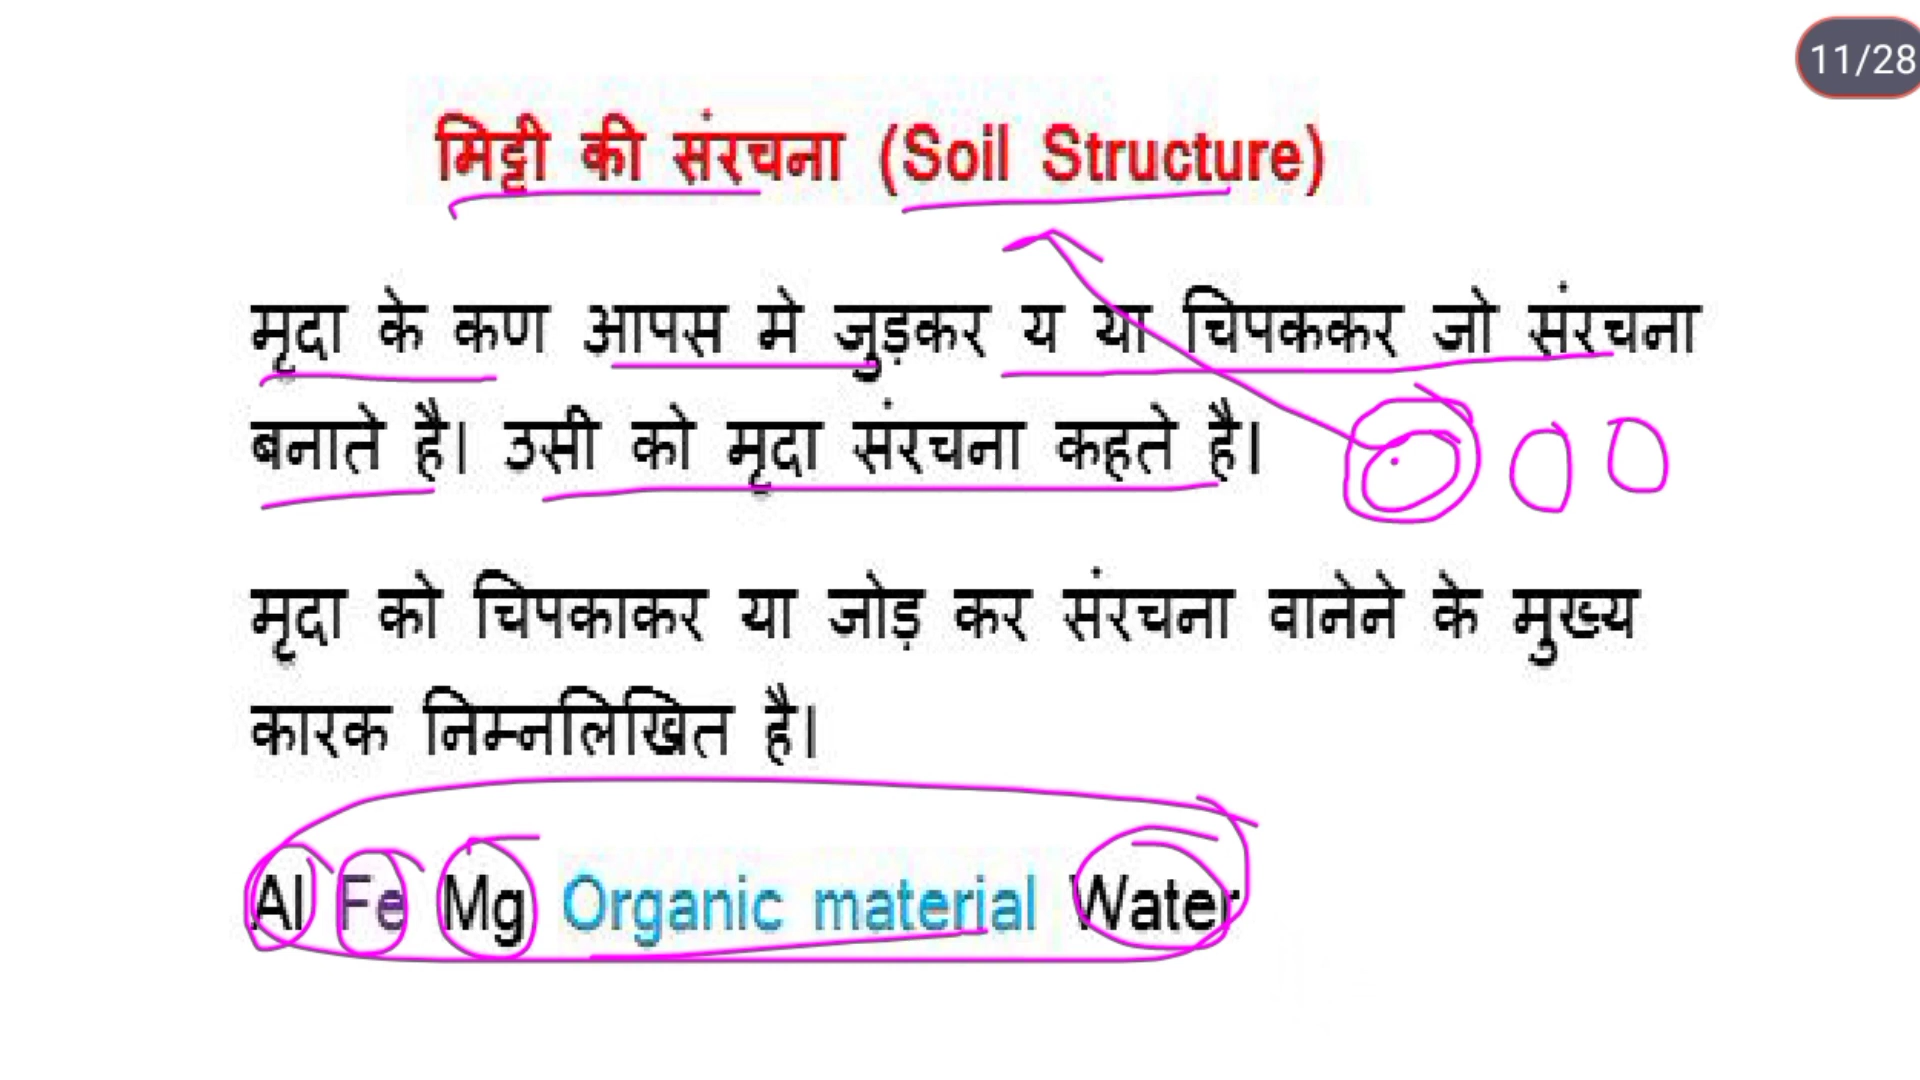 11/28
मिट्टी की संरचना (Soil Structure)
मृदा के कण आपस मे जुड़कर य या चिपककर जो संरचना
बनाते है। उसी को मृदा संरचना कहते है।
मृदा को चिपकाकर या जोड़ कर संरचना वानेने के मुख्य
कारक निम्नलिखित है।
Al Fe Mg Organic material Water